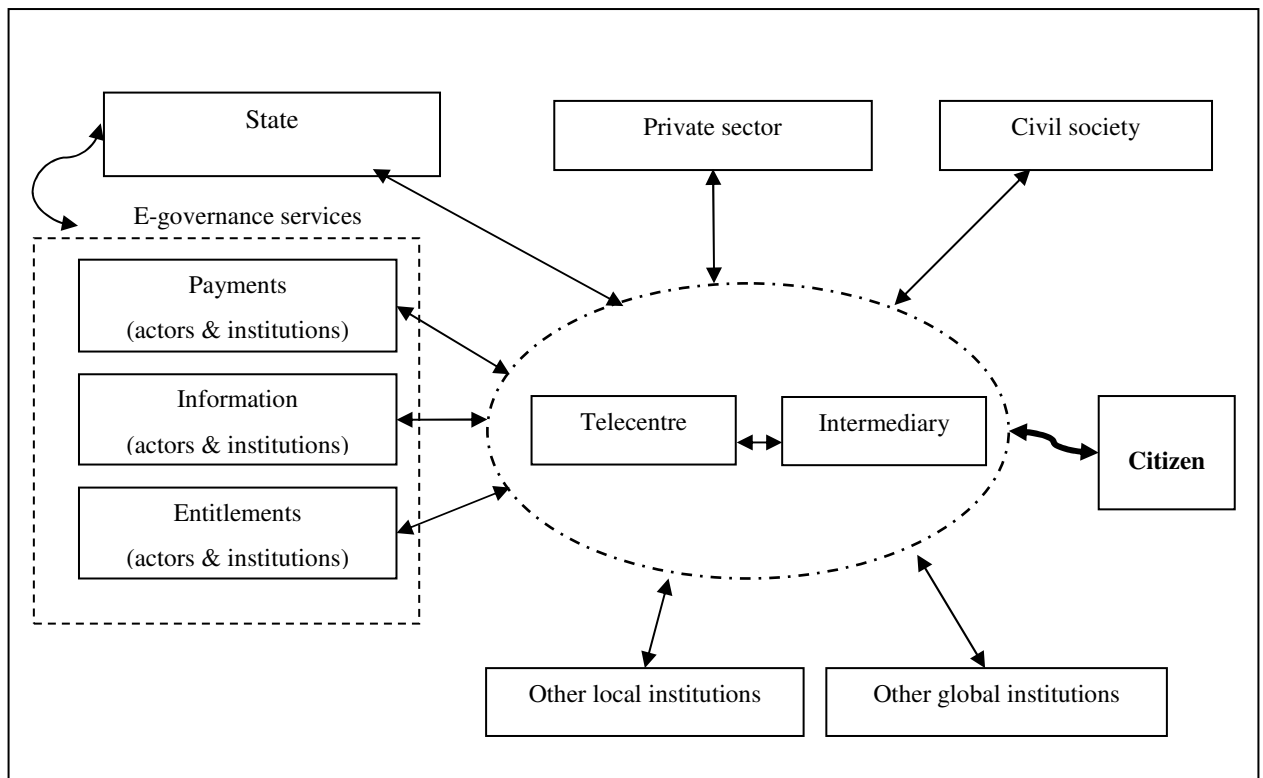 State
Private sector
Civil society
E-governance services
Payments
(actors & institutions)
Information
(actors & institutions)
Entitlements
(actors & institutions)
Telecentre
Intermediary
Citizen
Other local institutions
Other global institutions